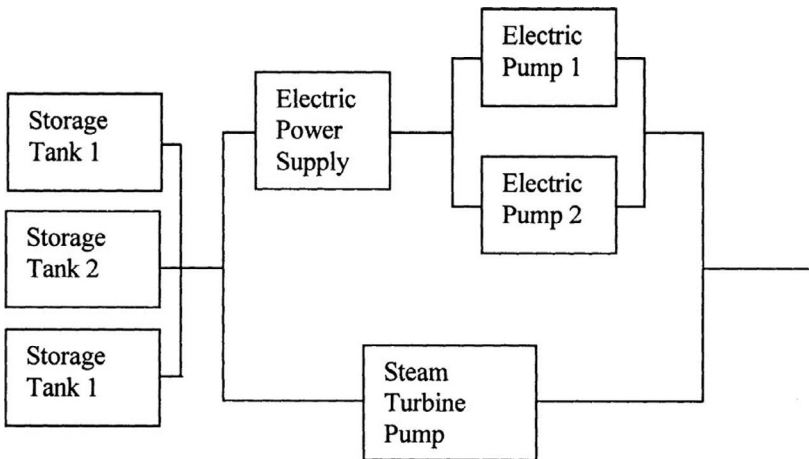 Electric
Pump 1
Electric
Power
Supply
Storage
Tank 1
Electric
Pump 2
Storage
Tank 2
Storage
Tank 1
Steam
Turbine
Pump